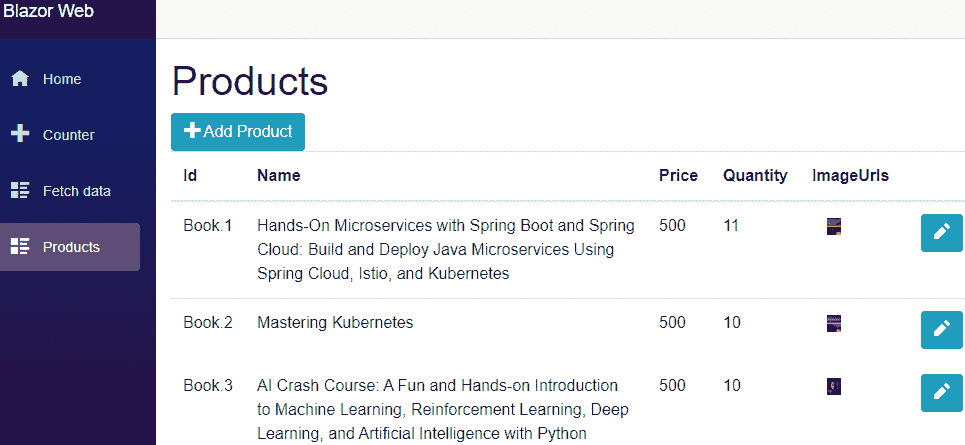 Blazor Web
Home
Counter
Fetch data
Products
Products
Add Product
Id Name Price Quantity ImageUrls
Book.1 Hands-On Microservices with Spring Boot and Spring 500 11
Cloud: Build and Deploy Java Microservices Using
Spring Cloud, Istio, and Kubernetes
Book.2 Mastering Kubernetes 500 10
Book.3 AI Crash Course: A Fun and Hands-on Introduction 500 10
to Machine Learning, Reinforcement Learning, Deep
Learning, and Artificial Intelligence with Python